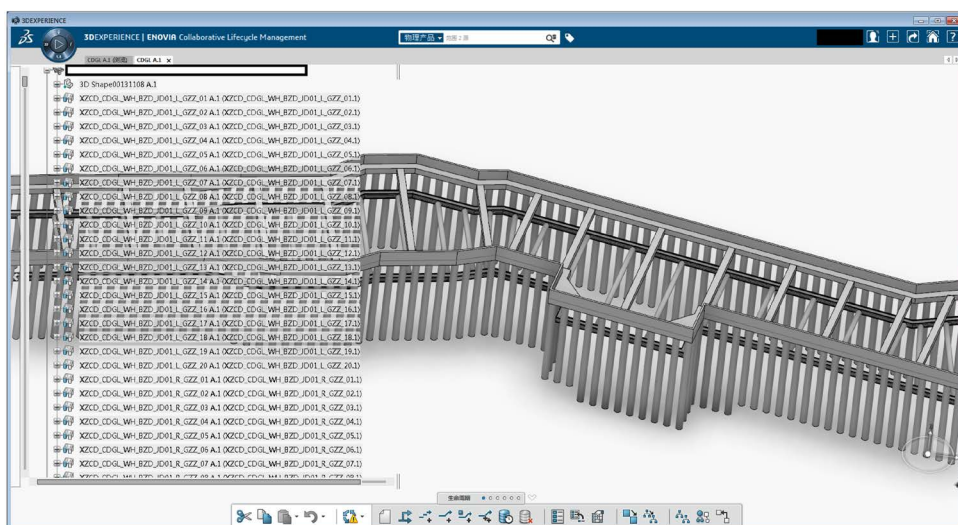 3DEXPERIENCE
3DEXPERIENCE | ENOVIA Collaborative Lifecycle Management
物理产品
CDGL A.1
CDGL A.1
3D Shape00131108 A.1
XZCD_CDGL_WH_BZD_JD01_L_GZZ_01 A.1 (XZCD_CDGL_WH_BZD_JD01_L_GZZ_01.1)
XZCD_CDGL_WH_BZD_JD01_L_GZZ_02 A.1 (XZCD_CDGL_WH_BZD_JD01_L_GZZ_02.1)
XZCD_CDGL_WH_BZD_JD01_L_GZZ_03 A.1 (XZCD_CDGL_WH_BZD_JD01_L_GZZ_03.1)
XZCD_CDGL_WH_BZD_JD01_L_GZZ_04 A.1 (XZCD_CDGL_WH_BZD_JD01_L_GZZ_04.1)
XZCD_CDGL_WH_BZD_JD01_L_GZZ_05 A.1 (XZCD_CDGL_WH_BZD_JD01_L_GZZ_05.1)
XZCD_CDGL_WH_BZD_JD01_L_GZZ_06 A.1 (XZCD_CDGL_WH_BZD_JD01_L_GZZ_06.1)
XZCD_CDGL_WH_BZD_JD01_L_GZZ_07 A.1 (XZCD_CDGL_WH_BZD_JD01_L_GZZ_07.1)
XZCD_CDGL_WH_BZD_JD01_L_GZZ_08 A.1 (XZCD_CDGL_WH_BZD_JD01_L_GZZ_08.1)
XZCD_CDGL_WH_BZD_JD01_L_GZZ_09 A.1 (XZCD_CDGL_WH_BZD_JD01_L_GZZ_09.1)
XZCD_CDGL_WH_BZD_JD01_L_GZZ_10 A.1 (XZCD_CDGL_WH_BZD_JD01_L_GZZ_10.1)
XZCD_CDGL_WH_BZD_JD01_L_GZZ_11 A.1 (XZCD_CDGL_WH_BZD_JD01_L_GZZ_11.1)
XZCD_CDGL_WH_BZD_JD01_L_GZZ_12 A.1 (XZCD_CDGL_WH_BZD_JD01_L_GZZ_12.1)
XZCD_CDGL_WH_BZD_JD01_L_GZZ_13 A.1 (XZCD_CDGL_WH_BZD_JD01_L_GZZ_13.1)
XZCD_CDGL_WH_BZD_JD01_L_GZZ_14 A.1 (XZCD_CDGL_WH_BZD_JD01_L_GZZ_14.1)
XZCD_CDGL_WH_BZD_JD01_L_GZZ_15 A.1 (XZCD_CDGL_WH_BZD_JD01_L_GZZ_15.1)
XZCD_CDGL_WH_BZD_JD01_L_GZZ_16 A.1 (XZCD_CDGL_WH_BZD_JD01_L_GZZ_16.1)
XZCD_CDGL_WH_BZD_JD01_L_GZZ_17 A.1 (XZCD_CDGL_WH_BZD_JD01_L_GZZ_17.1)
XZCD_CDGL_WH_BZD_JD01_L_GZZ_18 A.1 (XZCD_CDGL_WH_BZD_JD01_L_GZZ_18.1)
XZCD_CDGL_WH_BZD_JD01_L_GZZ_19 A.1 (XZCD_CDGL_WH_BZD_JD01_L_GZZ_19.1)
XZCD_CDGL_WH_BZD_JD01_L_GZZ_20 A.1 (XZCD_CDGL_WH_BZD_JD01_L_GZZ_20.1)
XZCD_CDGL_WH_BZD_JD01_R_GZZ_01 A.1 (XZCD_CDGL_WH_BZD_JD01_R_GZZ_01.1)
XZCD_CDGL_WH_BZD_JD01_R_GZZ_02 A.1 (XZCD_CDGL_WH_BZD_JD01_R_GZZ_02.1)
XZCD_CDGL_WH_BZD_JD01_R_GZZ_03 A.1 (XZCD_CDGL_WH_BZD_JD01_R_GZZ_03.1)
XZCD_CDGL_WH_BZD_JD01_R_GZZ_04 A.1 (XZCD_CDGL_WH_BZD_JD01_R_GZZ_04.1)
XZCD_CDGL_WH_BZD_JD01_R_GZZ_05 A.1 (XZCD_CDGL_WH_BZD_JD01_R_GZZ_05.1)
XZCD_CDGL_WH_BZD_JD01_R_GZZ_06 A.1 (XZCD_CDGL_WH_BZD_JD01_R_GZZ_06.1)
XZCD_CDGL_WH_BZD_JD01_R_GZZ_07 A.1 (XZCD_CDGL_WH_BZD_JD01_R_GZZ_07.1)
XZCD_CDGL_WH_BZD_JD01_R_GZZ_08 A.1 (XZCD_CDGL_WH_BZD_JD01_R_GZZ_08.1)
生命周期